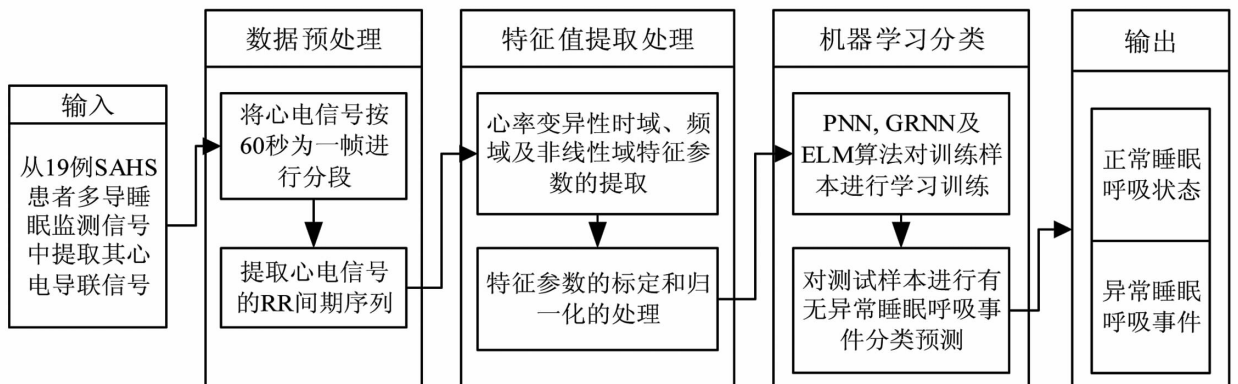 输入
从19例SAHS
患者多导睡
眠监测信号
中提取其心
电导联信号
数据预处理
将心电信号按
60秒为一帧进
行分段
提取心电信号
的RR间期序列
特征值提取处理
心率变异性时域、频
域及非线性域特征参
数的提取
特征参数的标定和归
一化的处理
机器学习分类
PNN, GRNN及
ELM算法对训练样
本进行学习训练
对测试样本进行有
无异常睡眠呼吸事
件分类预测
输出
正常睡眠
呼吸状态
异常睡眠
呼吸事件